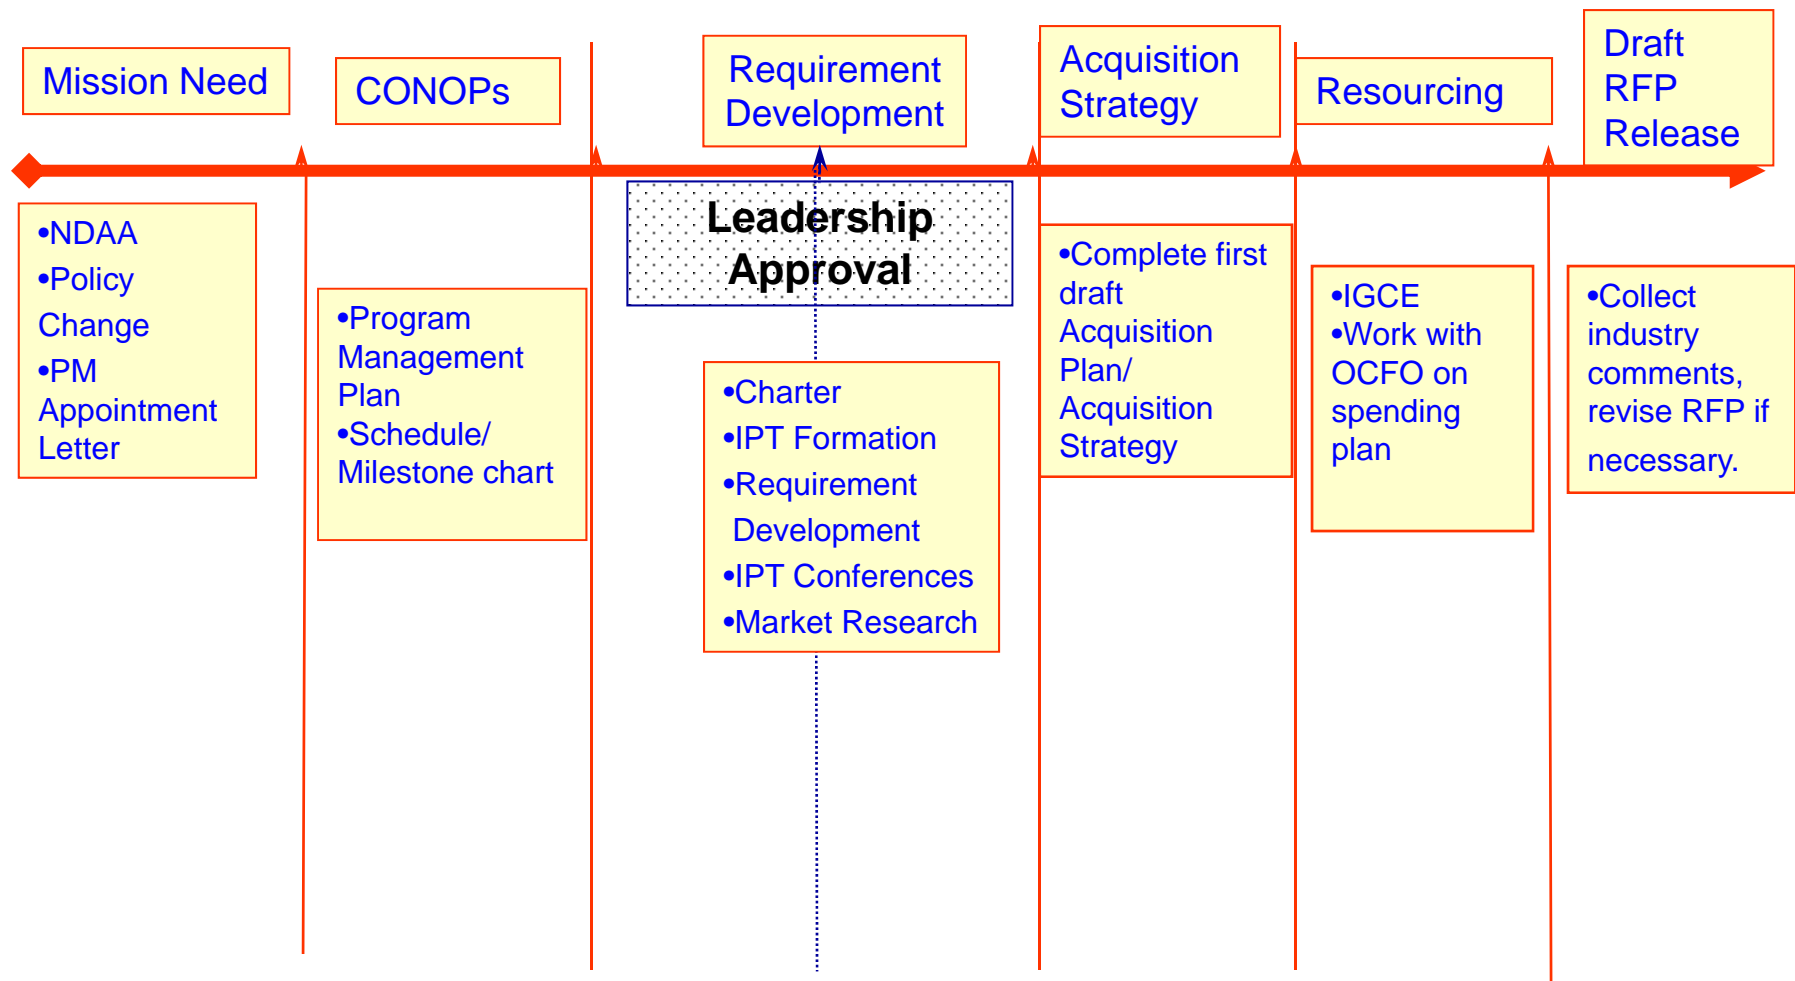 Mission Need
CONOPs
Requirement
Development
Acquisition
Strategy
Resourcing
Draft
RFP
Release
•NDAA
•Policy
Change
•PM
Appointment
Letter
•Program
Management
Plan
•Schedule/
Milestone chart
Leadership
Approval
•Charter
•IPT Formation
•Requirement
Development
•IPT Conferences
•Market Research
•Complete first
draft
Acquisition
Plan/
Acquisition
Strategy
•IGCE
•Work with
OCFO on
spending
plan
•Collect
industry
comments,
revise RFP if
necessary.